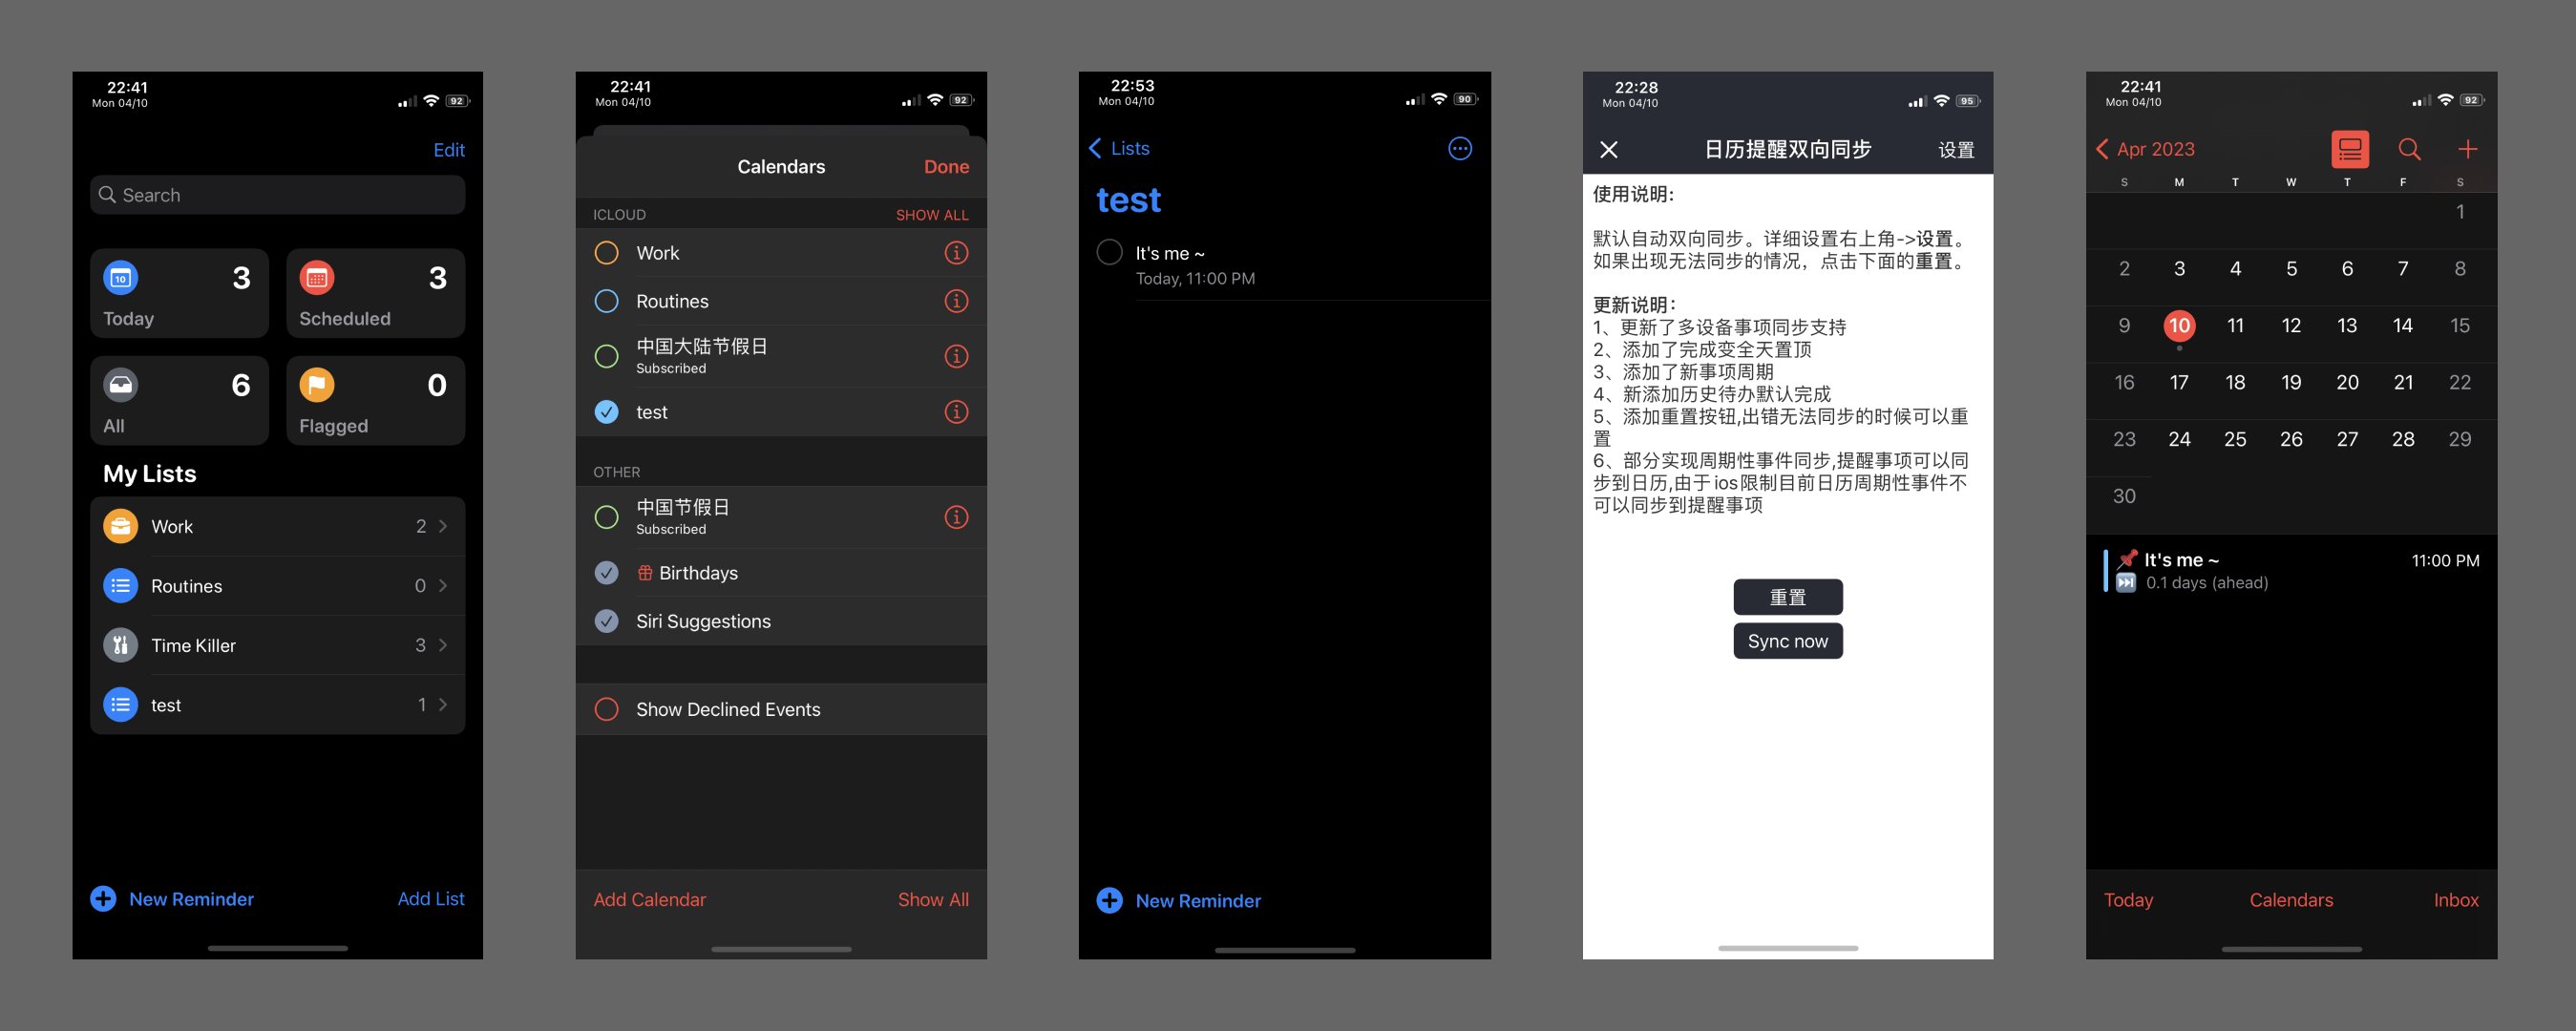 22:41
Mon 04/10
92
Edit
Search
10
3
Today
3
Scheduled
6
All
0
Flagged
My Lists
Work 2
Routines 0
Time Killer 3
test 1
New Reminder
Add List
22:41
Mon 04/10
92
Calendars
Done
ICLOUD
SHOW ALL
Work
Routines
中国大陆节假日
Subscribed
test
OTHER
中国节假日
Subscribed
Birthdays
Siri Suggestions
Show Declined Events
Add Calendar
Show All
22:53
Mon 04/10
90
Lists
test
It's me ~
Today, 11:00 PM
New Reminder
22:28
Mon 04/10
95
日历提醒双向同步
设置
使用说明:
默认自动双向同步。详细设置右上角->设置。
如果出现无法同步的情况，点击下面的重置。
更新说明：
1、更新了多设备事项同步支持
2、添加了完成变全天置顶
3、添加了新事项周期
4、新添加历史待办默认完成
5、添加重置按钮,出错无法同步的时候可以重
置
6、部分实现周期性事件同步,提醒事项可以同
步到日历,由于ios限制目前日历周期性事件不
可以同步到提醒事项
重置
Sync now
22:41
Mon 04/10
92
Apr 2023
S M T W T F S
1
2 3 4 5 6 7 8
9 10 11 12 13 14 15
16 17 18 19 20 21 22
23 24 25 26 27 28 29
30
It's me ~ 11:00 PM
0.1 days (ahead)
Today
Calendars
Inbox